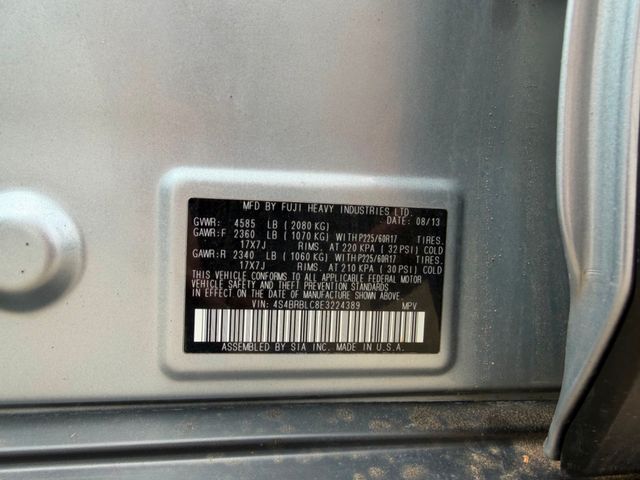 MFD BY FUJI HEAVY INDUSTRIES LTD.
DATE: 08/13
GVWR: 4585 LB ( 2080 KG)
GAWR:F 2360 LB ( 1070 KG) WITH P225/60R17 TIRES.
17X7J RIMS. AT 220 KPA ( 32 PSI) COLD
GAWR:R 2340 LB ( 1060 KG) WITH P225/60R17 TIRES.
17X7J RIMS. AT 210 KPA ( 30 PSI) COLD
THIS VEHICLE CONFORMS TO ALL APPLICABLE FEDERAL MOTOR
VEHICLE SAFETY AND THEFT PREVENTION STANDARDS
IN EFFECT ON THE DATE OF MANUFACTURE SHOWN ABOVE.
VIN: 4S4BRBLC8E3224389 MPV
ASSEMBLED BY SIA INC. MADE IN U.S.A.